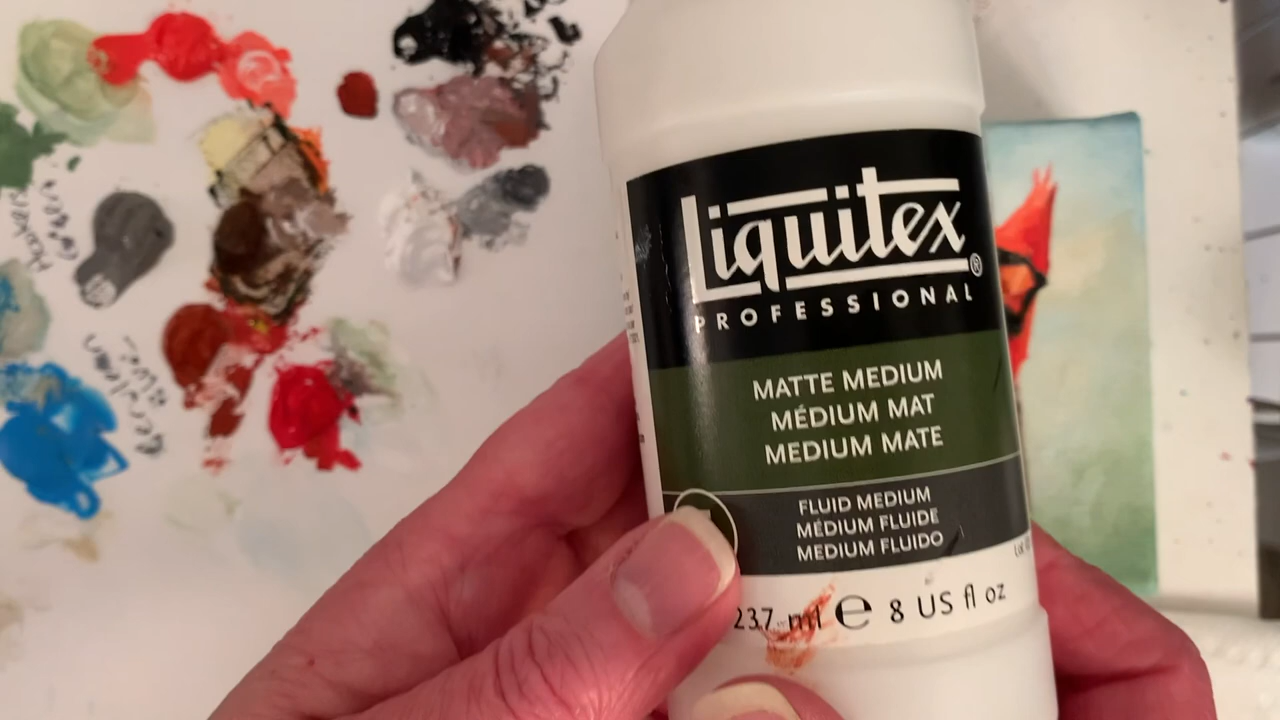 Liquitex®
PROFESSIONAL
MATTE MEDIUM
MÉDIUM MAT
MEDIUM MATE
FLUID MEDIUM
MÉDIUM FLUIDE
MEDIUM FLUIDO
237 ml ℮ 8 US fl oz